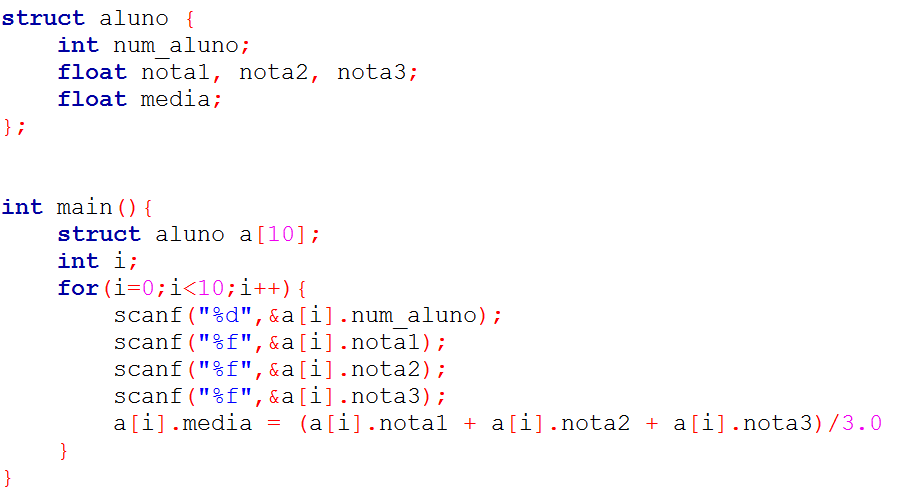 struct aluno {
    int num_aluno;
    float nota1, nota2, nota3;
    float media;
};
int main(){
    struct aluno a[10];
    int i;
    for(i=0;i<10;i++){
        scanf("%d",&a[i].num_aluno);
        scanf("%f",&a[i].nota1);
        scanf("%f",&a[i].nota2);
        scanf("%f",&a[i].nota3);
        a[i].media = (a[i].nota1 + a[i].nota2 + a[i].nota3)/3.0
    }
}